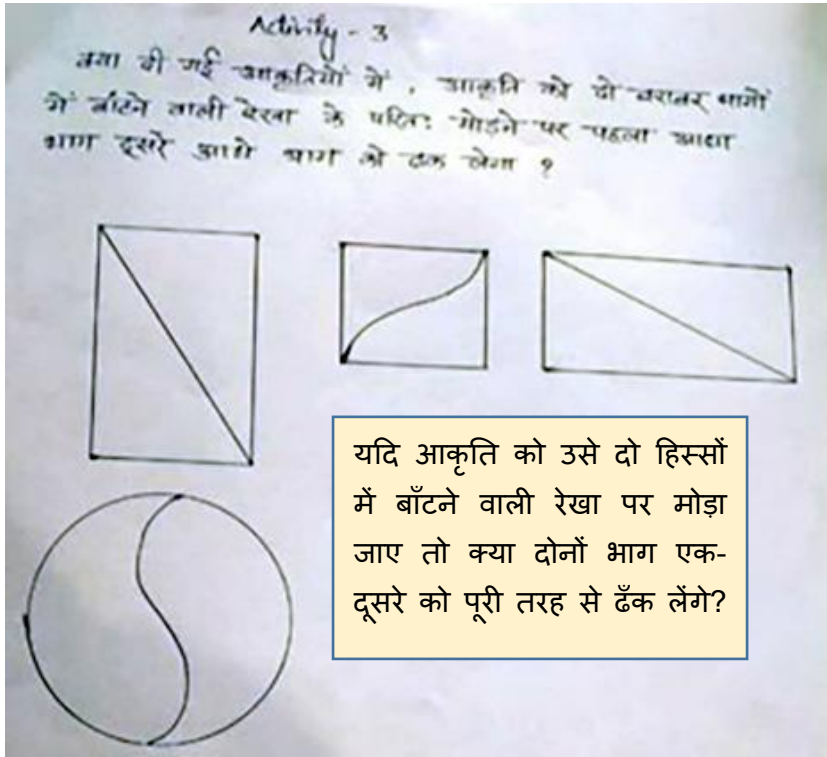 Activity - 3
क्या दी गई आकृतियों में, आकृति को दो बराबर भागों
में बाँटने वाली रेखा के परित: मोड़ने पर पहला आधा
भाग दूसरे आधे भाग को ढक लेगा ?
यदि आकृति को उसे दो हिस्सों
में बाँटने वाली रेखा पर मोड़ा
जाए तो क्या दोनों भाग एक-
दूसरे को पूरी तरह से ढँक लेंगे?